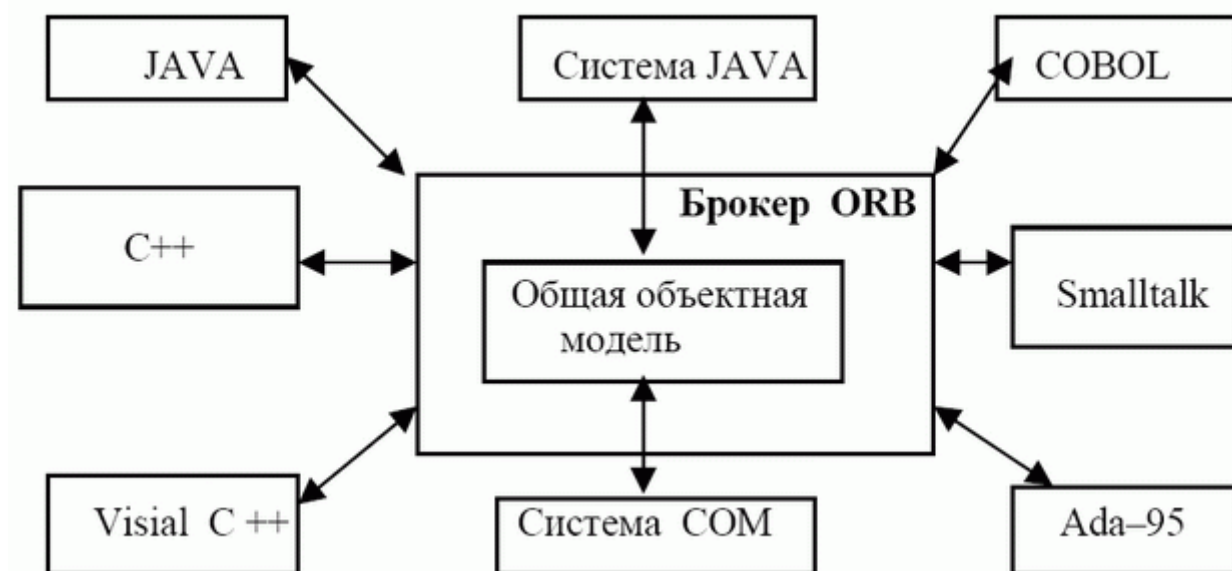 JAVA
Система JAVA
COBOL
Брокер ORB
C++
Общая объектная
модель
Smalltalk
Visial C ++
Система COM
Ada–95